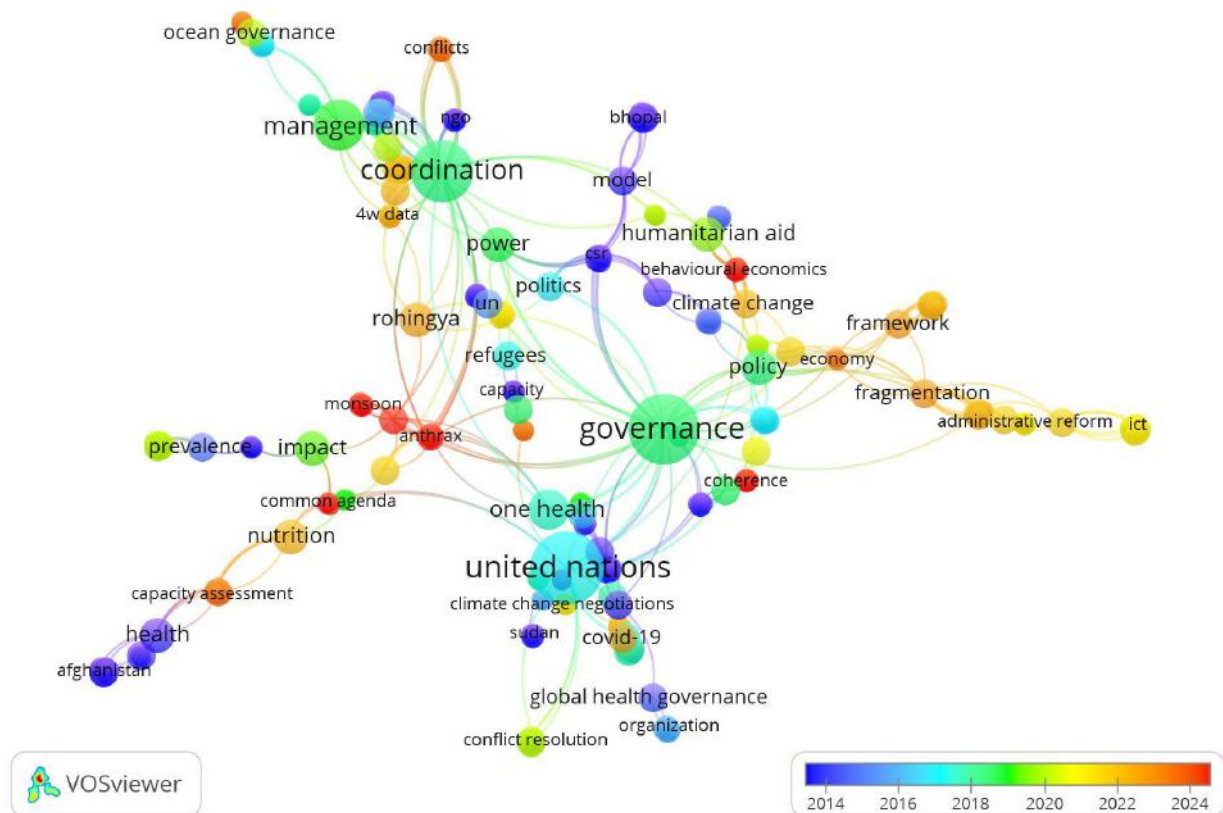 ocean governance
conflicts
management
ngo
bhopal
coordination
model
4w data
humanitarian aid
power
csr
behavioural economics
politics
un
climate change
rohingya
framework
refugees
policy
economy
capacity
fragmentation
monsoon
governance
administrative reform
ict
anthrax
prevalence
impact
coherence
common agenda
one health
nutrition
united nations
capacity assessment
climate change negotiations
health
sudan
covid-19
afghanistan
global health governance
organization
conflict resolution
VOSviewer
2014 2016 2018 2020 2022 2024